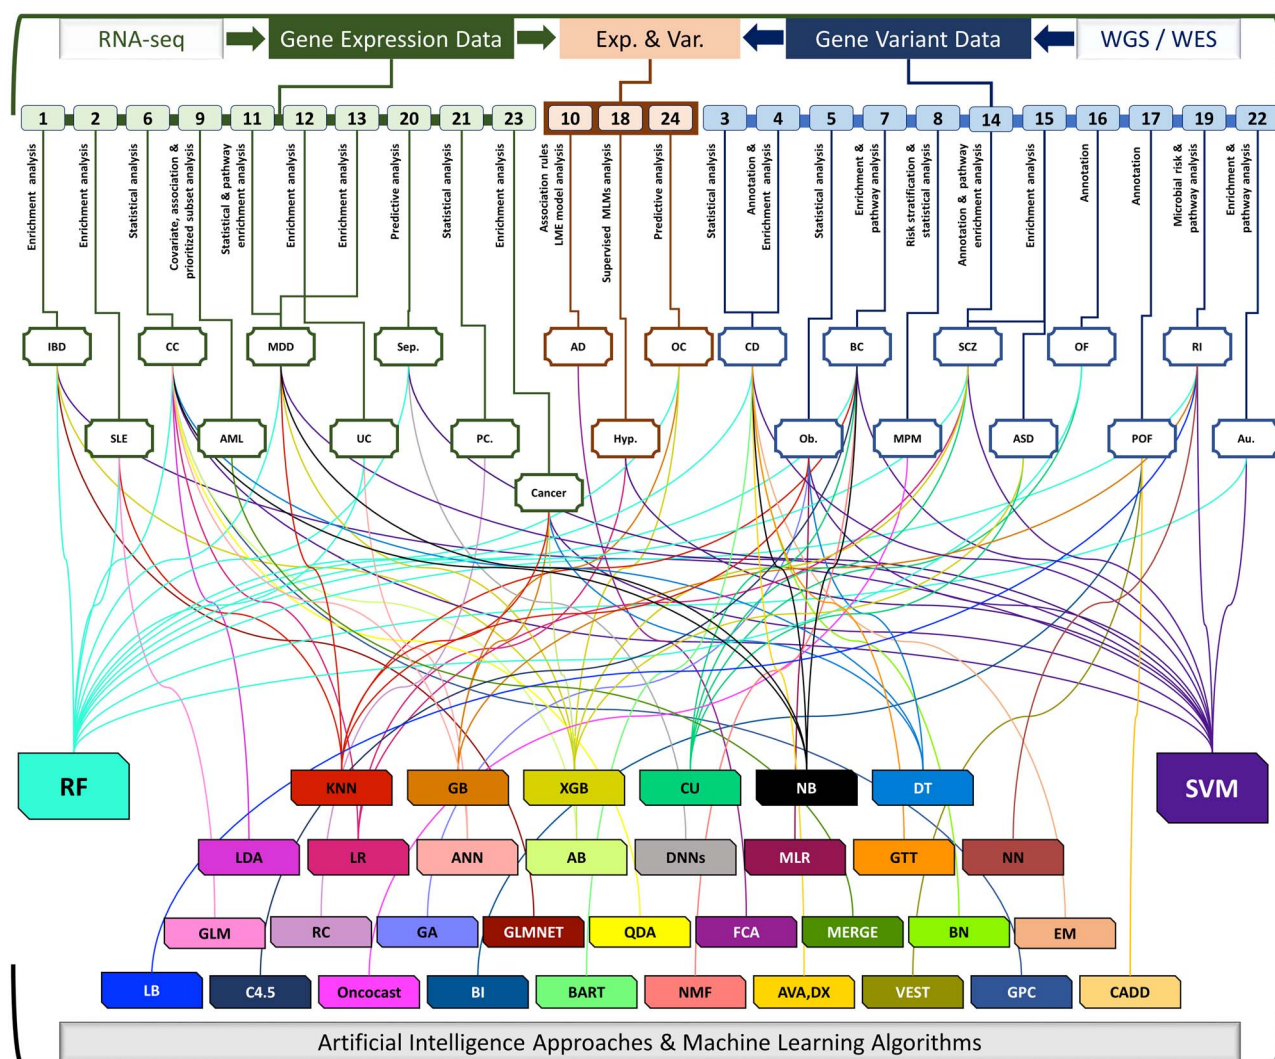 RNA-seq
Gene Expression Data
Exp. & Var.
Gene Variant Data
WGS / WES
1
2
6
9
11
12
13
20
21
23
10
18
24
3
4
5
7
8
14
15
16
17
19
22
Enrichment analysis
Enrichment analysis
Statistical analysis
Covariate, association &
prioritized subset analysis
Statistical & pathway
enrichment analysis
Enrichment analysis
Enrichment analysis
Predictive analysis
Statistical analysis
Enrichment analysis
Association rules
LME model analysis
Supervised MLMs analysis
Predictive analysis
Statistical analysis
Annotation &
Enrichment analysis
Statistical analysis
Enrichment &
pathway analysis
Risk stratification &
statistical analysis
Annotation & pathway
enrichment analysis
Enrichment analysis
Annotation
Annotation
Microbial risk &
pathway analysis
Enrichment &
pathway analysis
IBD
CC
MDD
Sep.
AD
OC
CD
BC
SCZ
OF
RI
SLE
AML
UC
PC.
Hyp.
Ob.
MPM
ASD
POF
Au.
Cancer
RF
KNN
GB
XGB
CU
NB
DT
SVM
LDA
LR
ANN
AB
DNNs
MLR
GTT
NN
GLM
RC
GA
GLMNET
QDA
FCA
MERGE
BN
EM
LB
C4.5
Oncocast
BI
BART
NMF
AVA,DX
VEST
GPC
CADD
Artificial Intelligence Approaches & Machine Learning Algorithms